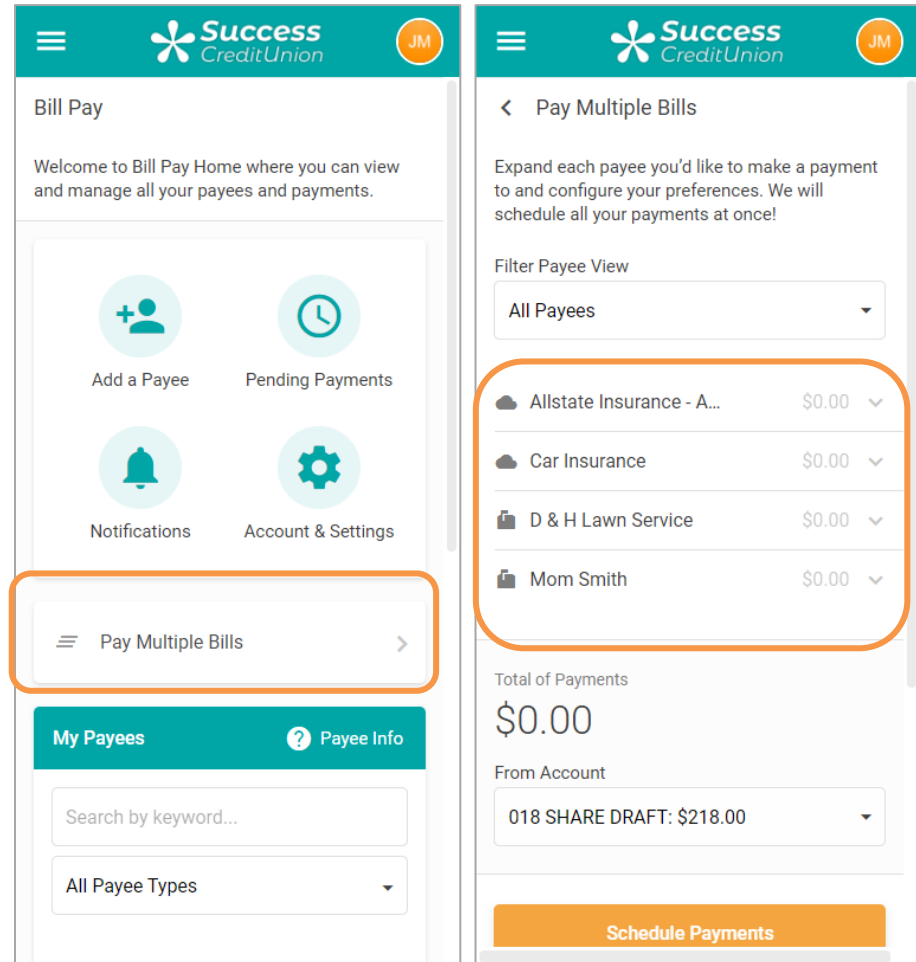 Success
CreditUnion
JM
Bill Pay
Welcome to Bill Pay Home where you can view
and manage all your payees and payments.
Add a Payee
Pending Payments
Notifications
Account & Settings
Pay Multiple Bills
My Payees
? Payee Info
Search by keyword...
All Payee Types
Success
CreditUnion
JM
Pay Multiple Bills
Expand each payee you'd like to make a payment
to and configure your preferences. We will
schedule all your payments at once!
Filter Payee View
All Payees
Allstate Insurance - A... $0.00
Car Insurance $0.00
D & H Lawn Service $0.00
Mom Smith $0.00
Total of Payments
$0.00
From Account
018 SHARE DRAFT: $218.00
Schedule Payments